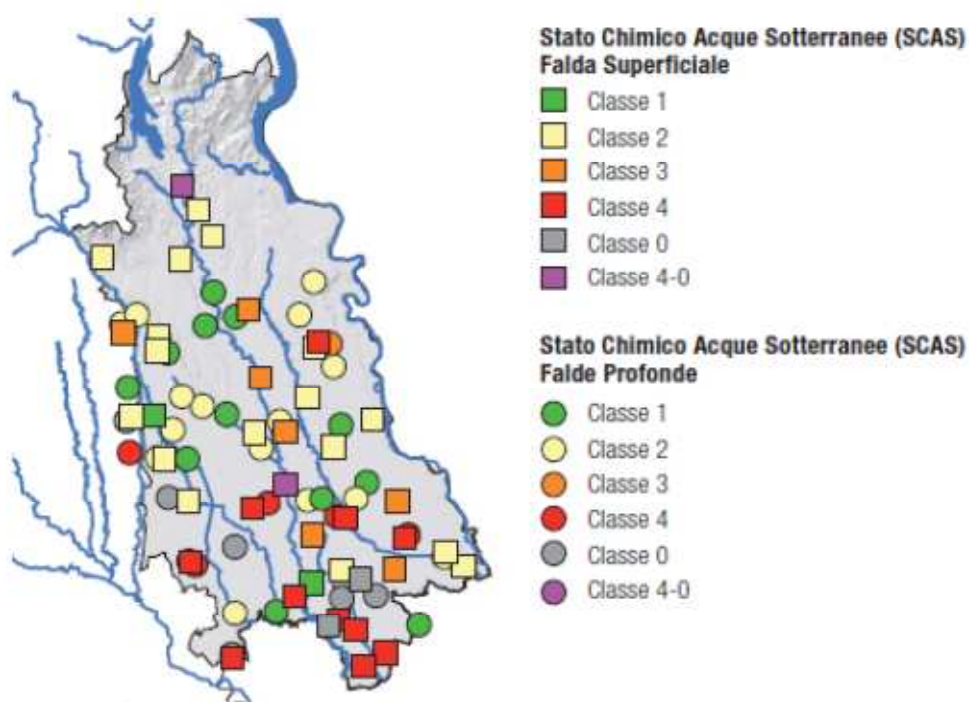 Stato Chimico Acque Sotterranee (SCAS)
Falda Superficiale
Classe 1
Classe 2
Classe 3
Classe 4
Classe 0
Classe 4-0
Stato Chimico Acque Sotterranee (SCAS)
Falde Profonde
Classe 1
Classe 2
Classe 3
Classe 4
Classe 0
Classe 4-0